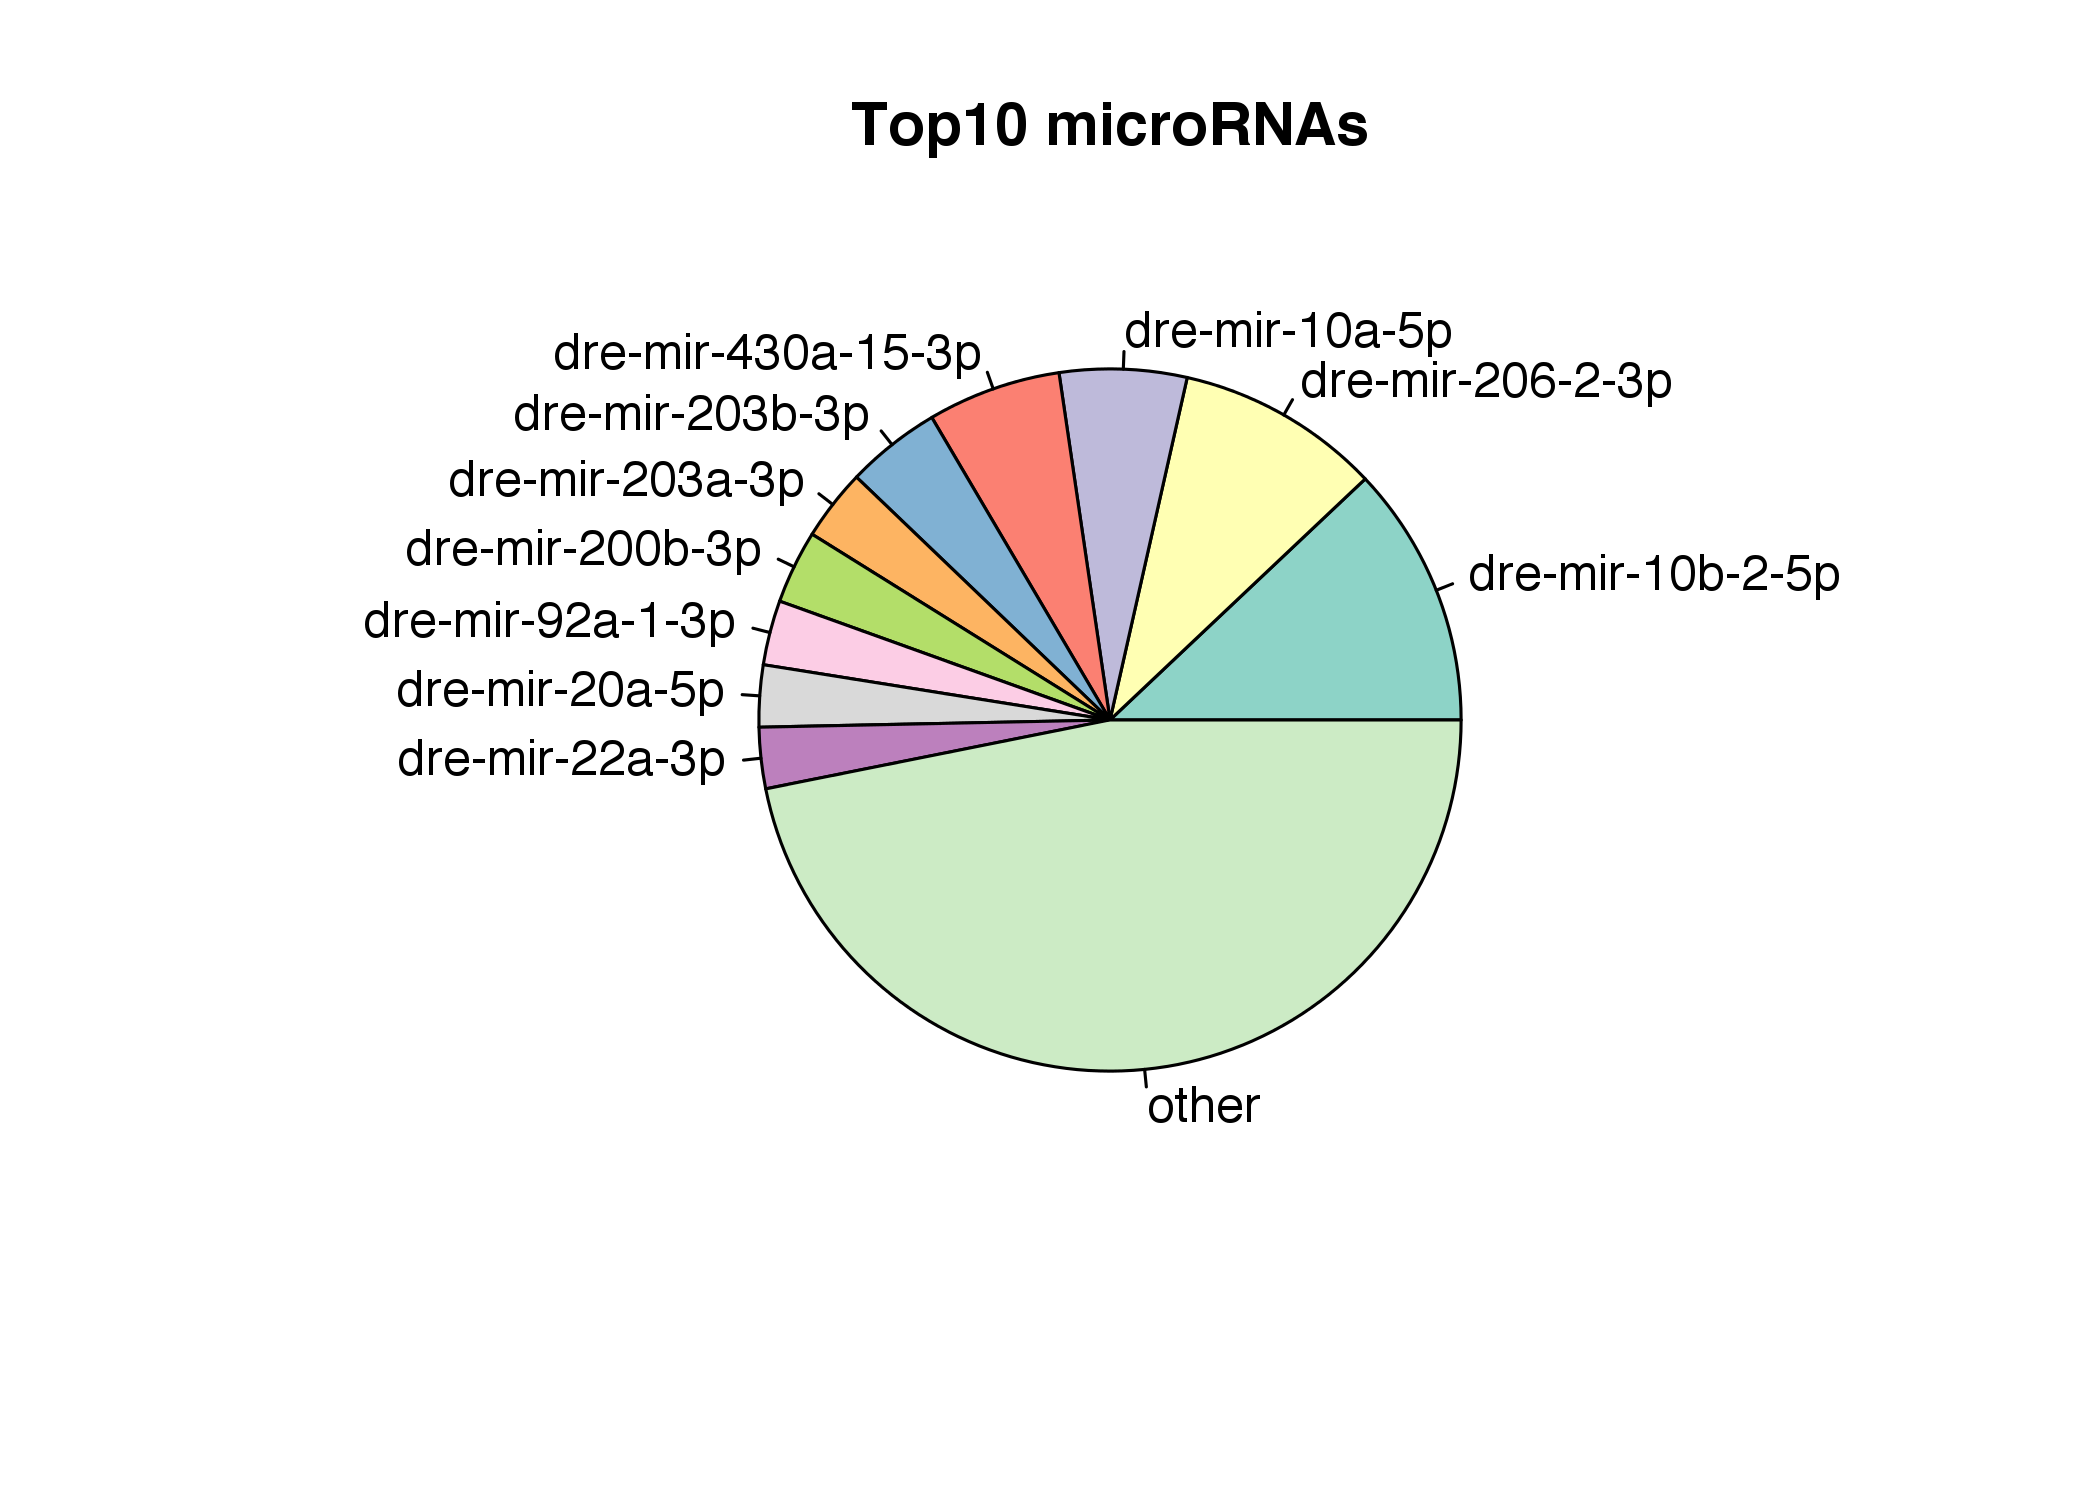 Top10 microRNAs
dre-mir-10a-5p
dre-mir-430a-15-3p
dre-mir-206-2-3p
dre-mir-203b-3p
dre-mir-203a-3p
dre-mir-200b-3p
dre-mir-10b-2-5p
dre-mir-92a-1-3p
dre-mir-20a-5p
dre-mir-22a-3p
other